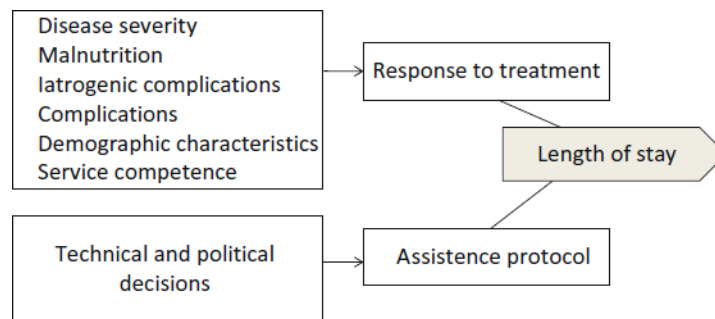 Disease severity
Malnutrition
Iatrogenic complications
Complications
Demographic characteristics
Service competence
Response to treatment
Length of stay
Technical and political
decisions
Assistence protocol